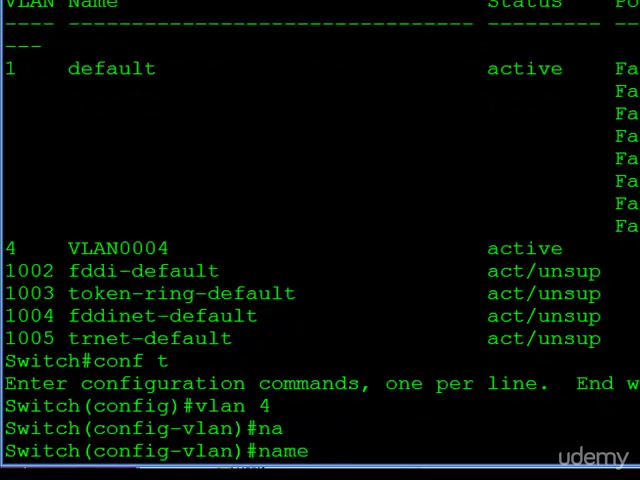 VLAN Name Status Po
---- -------------------------------- --------- --
---
1 default active Fa
Fa
Fa
Fa
Fa
Fa
Fa
Fa
4 VLAN0004 active
1002 fddi-default act/unsup
1003 token-ring-default act/unsup
1004 fddinet-default act/unsup
1005 trnet-default act/unsup
Switch#conf t
Enter configuration commands, one per line. End w
Switch(config)#vlan 4
Switch(config-vlan)#na
Switch(config-vlan)#name
udemy